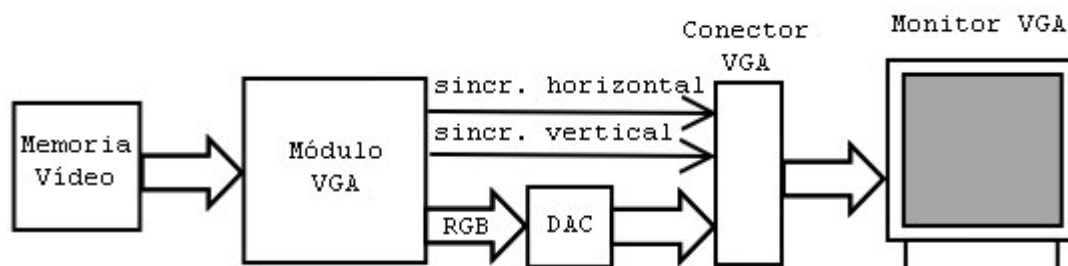 Memoria
Vídeo
Módulo
VGA
sincr. horizontal
sincr. vertical
RGB
DAC
Conector
VGA
Monitor VGA